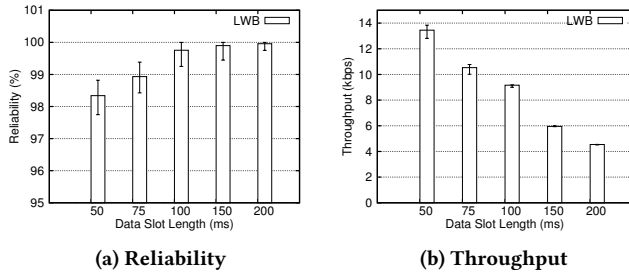 101
100
99
98
97
96
95
Reliability (%)
LWB
50 75 100 150 200
Data Slot Length (ms)
(a) Reliability
14
12
10
8
6
4
2
0
Throughput (kbps)
LWB
50 75 100 150 200
Data Slot Length (ms)
(b) Throughput